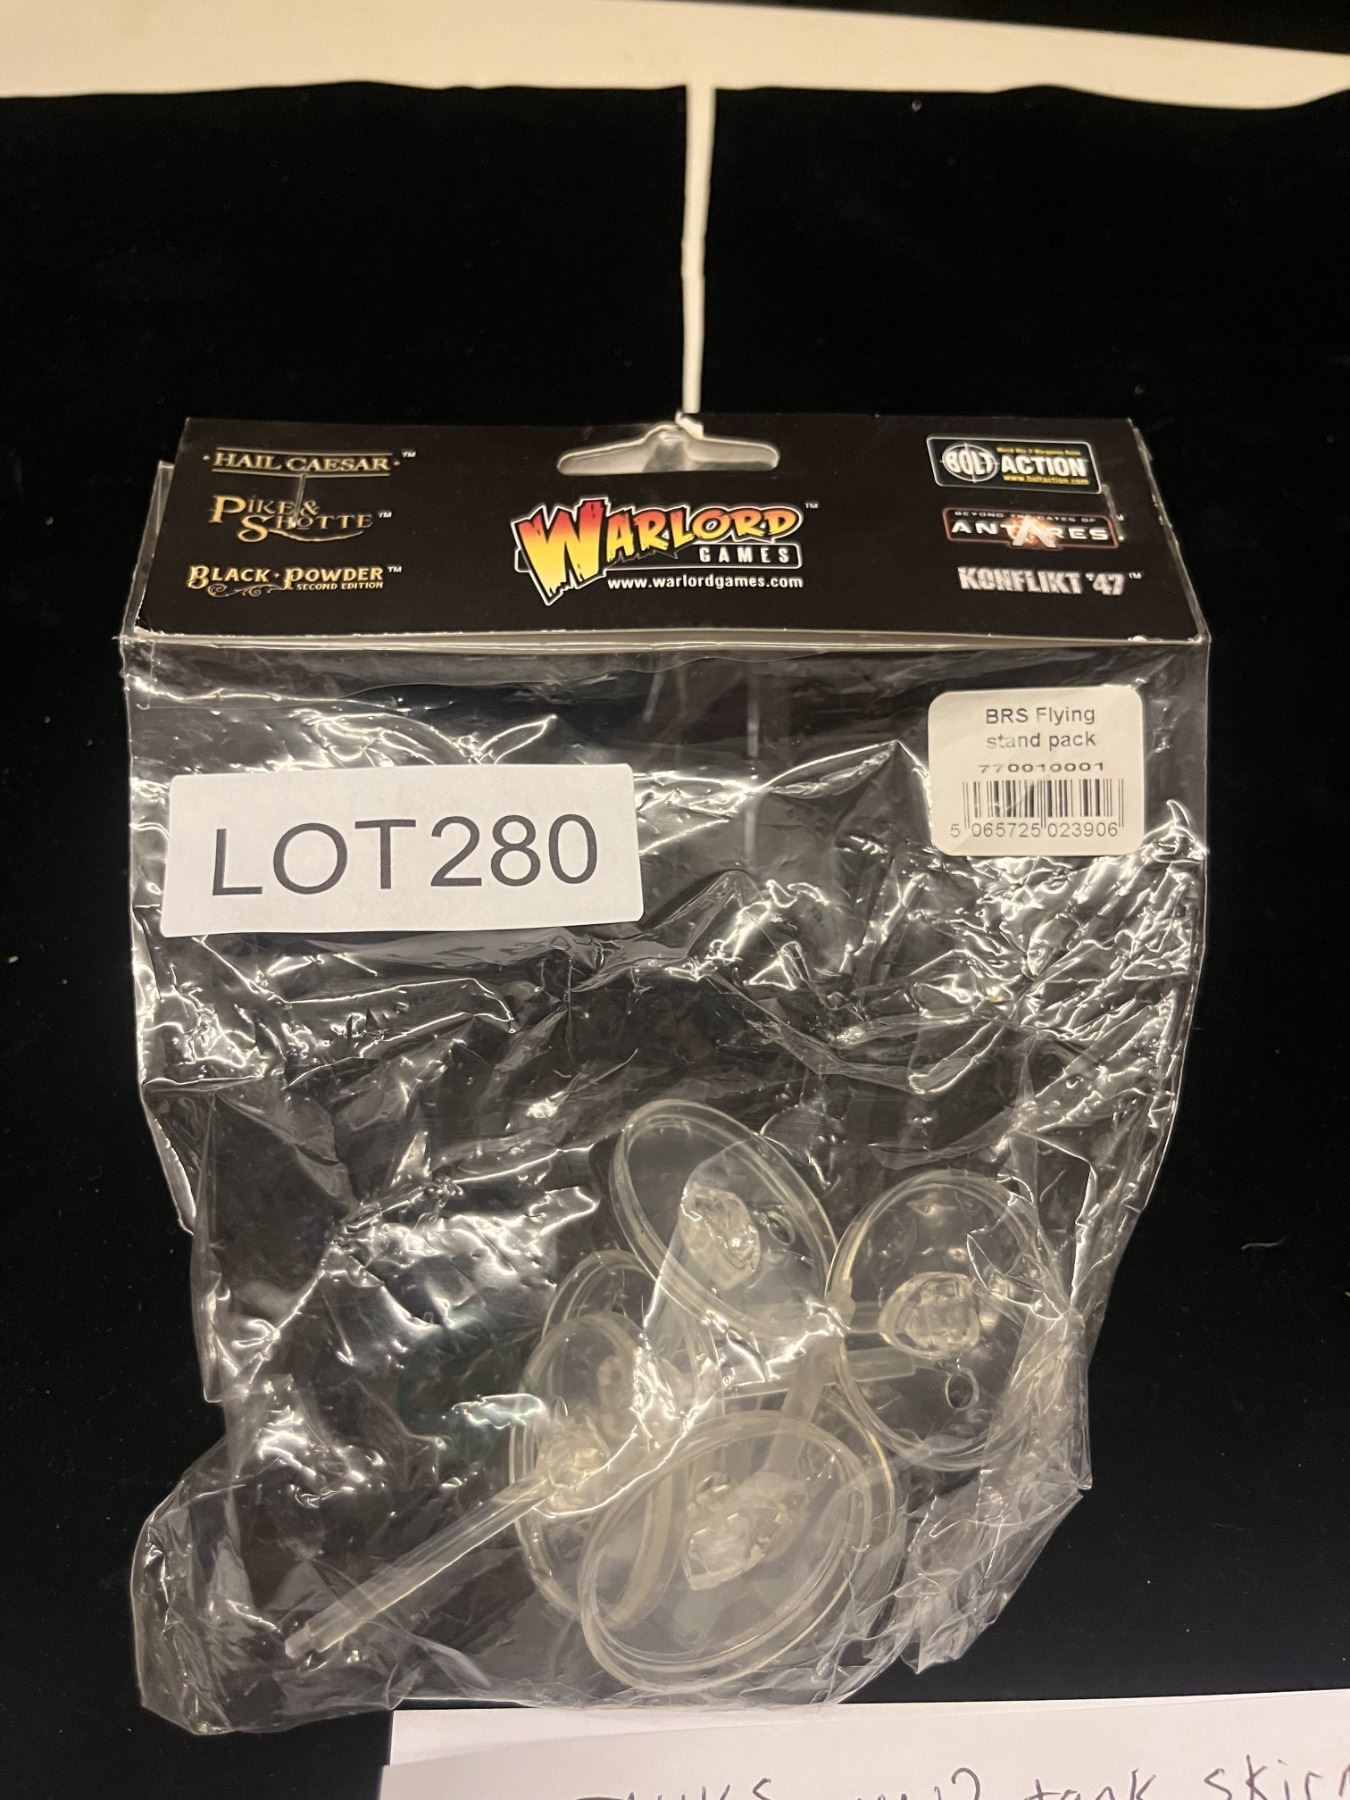 HAIL CAESAR™
PIKE & SHOTTE™
BLACK·POWDER™
SECOND EDITION
WARLORD™
GAMES
www.warlordgames.com
BOLT ACTION
www.boltaction.com
BEYOND THE GATES OF
ANTARES
KONFLIKT '47™
BRS Flying
stand pack
770010001
5 065725 023906
LOT280
tank